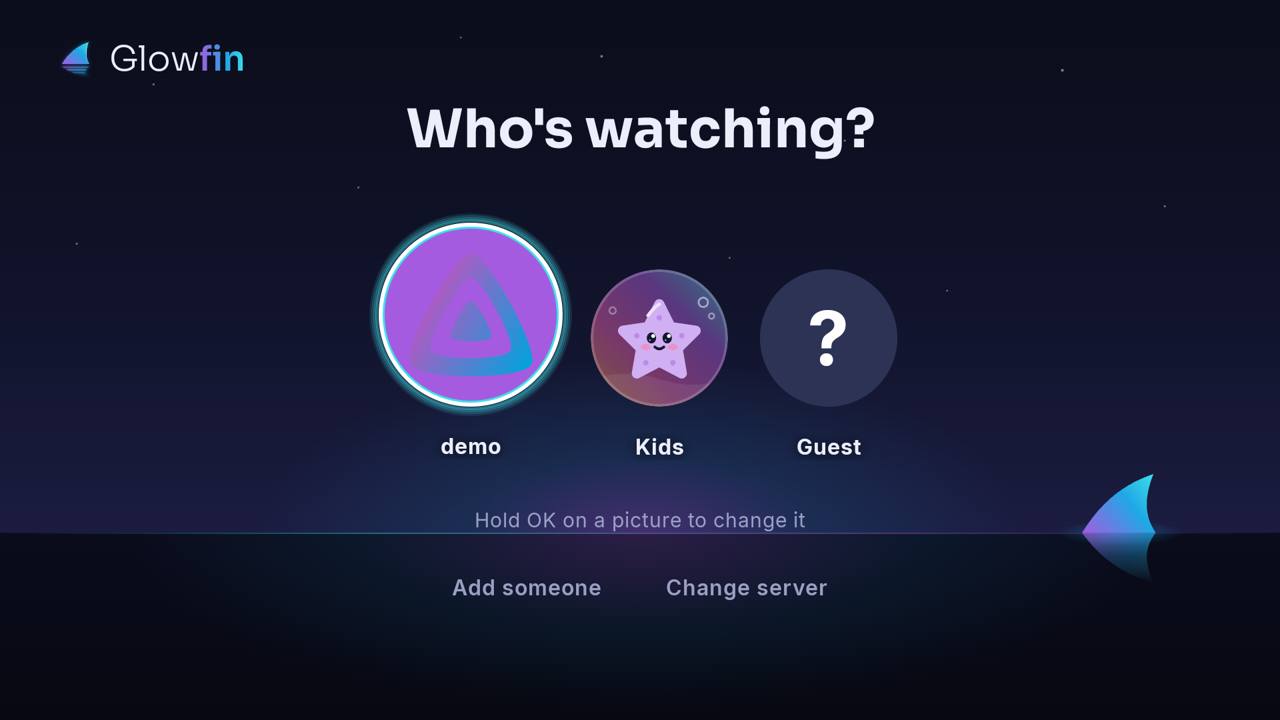 Glowfin
Who's watching?
?
demo
Kids
Guest
Hold OK on a picture to change it
Add someone
Change server